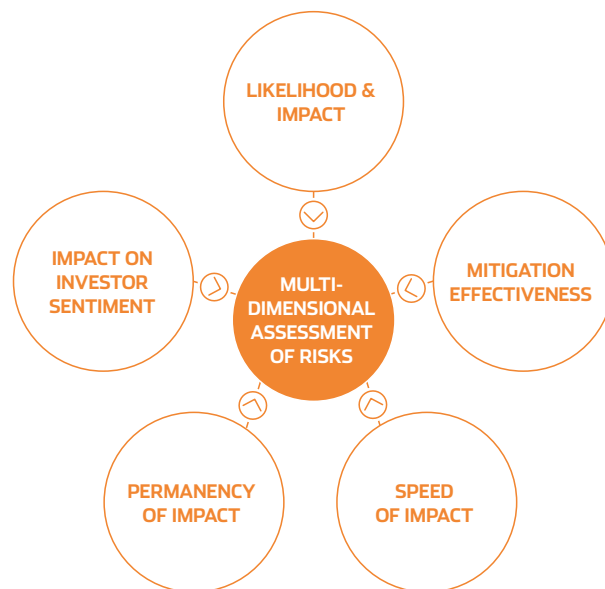 LIKELIHOOD &
IMPACT
IMPACT ON
INVESTOR
SENTIMENT
MULTI-
DIMENSIONAL
ASSESSMENT
OF RISKS
MITIGATION
EFFECTIVENESS
PERMANENCY
OF IMPACT
SPEED
OF IMPACT